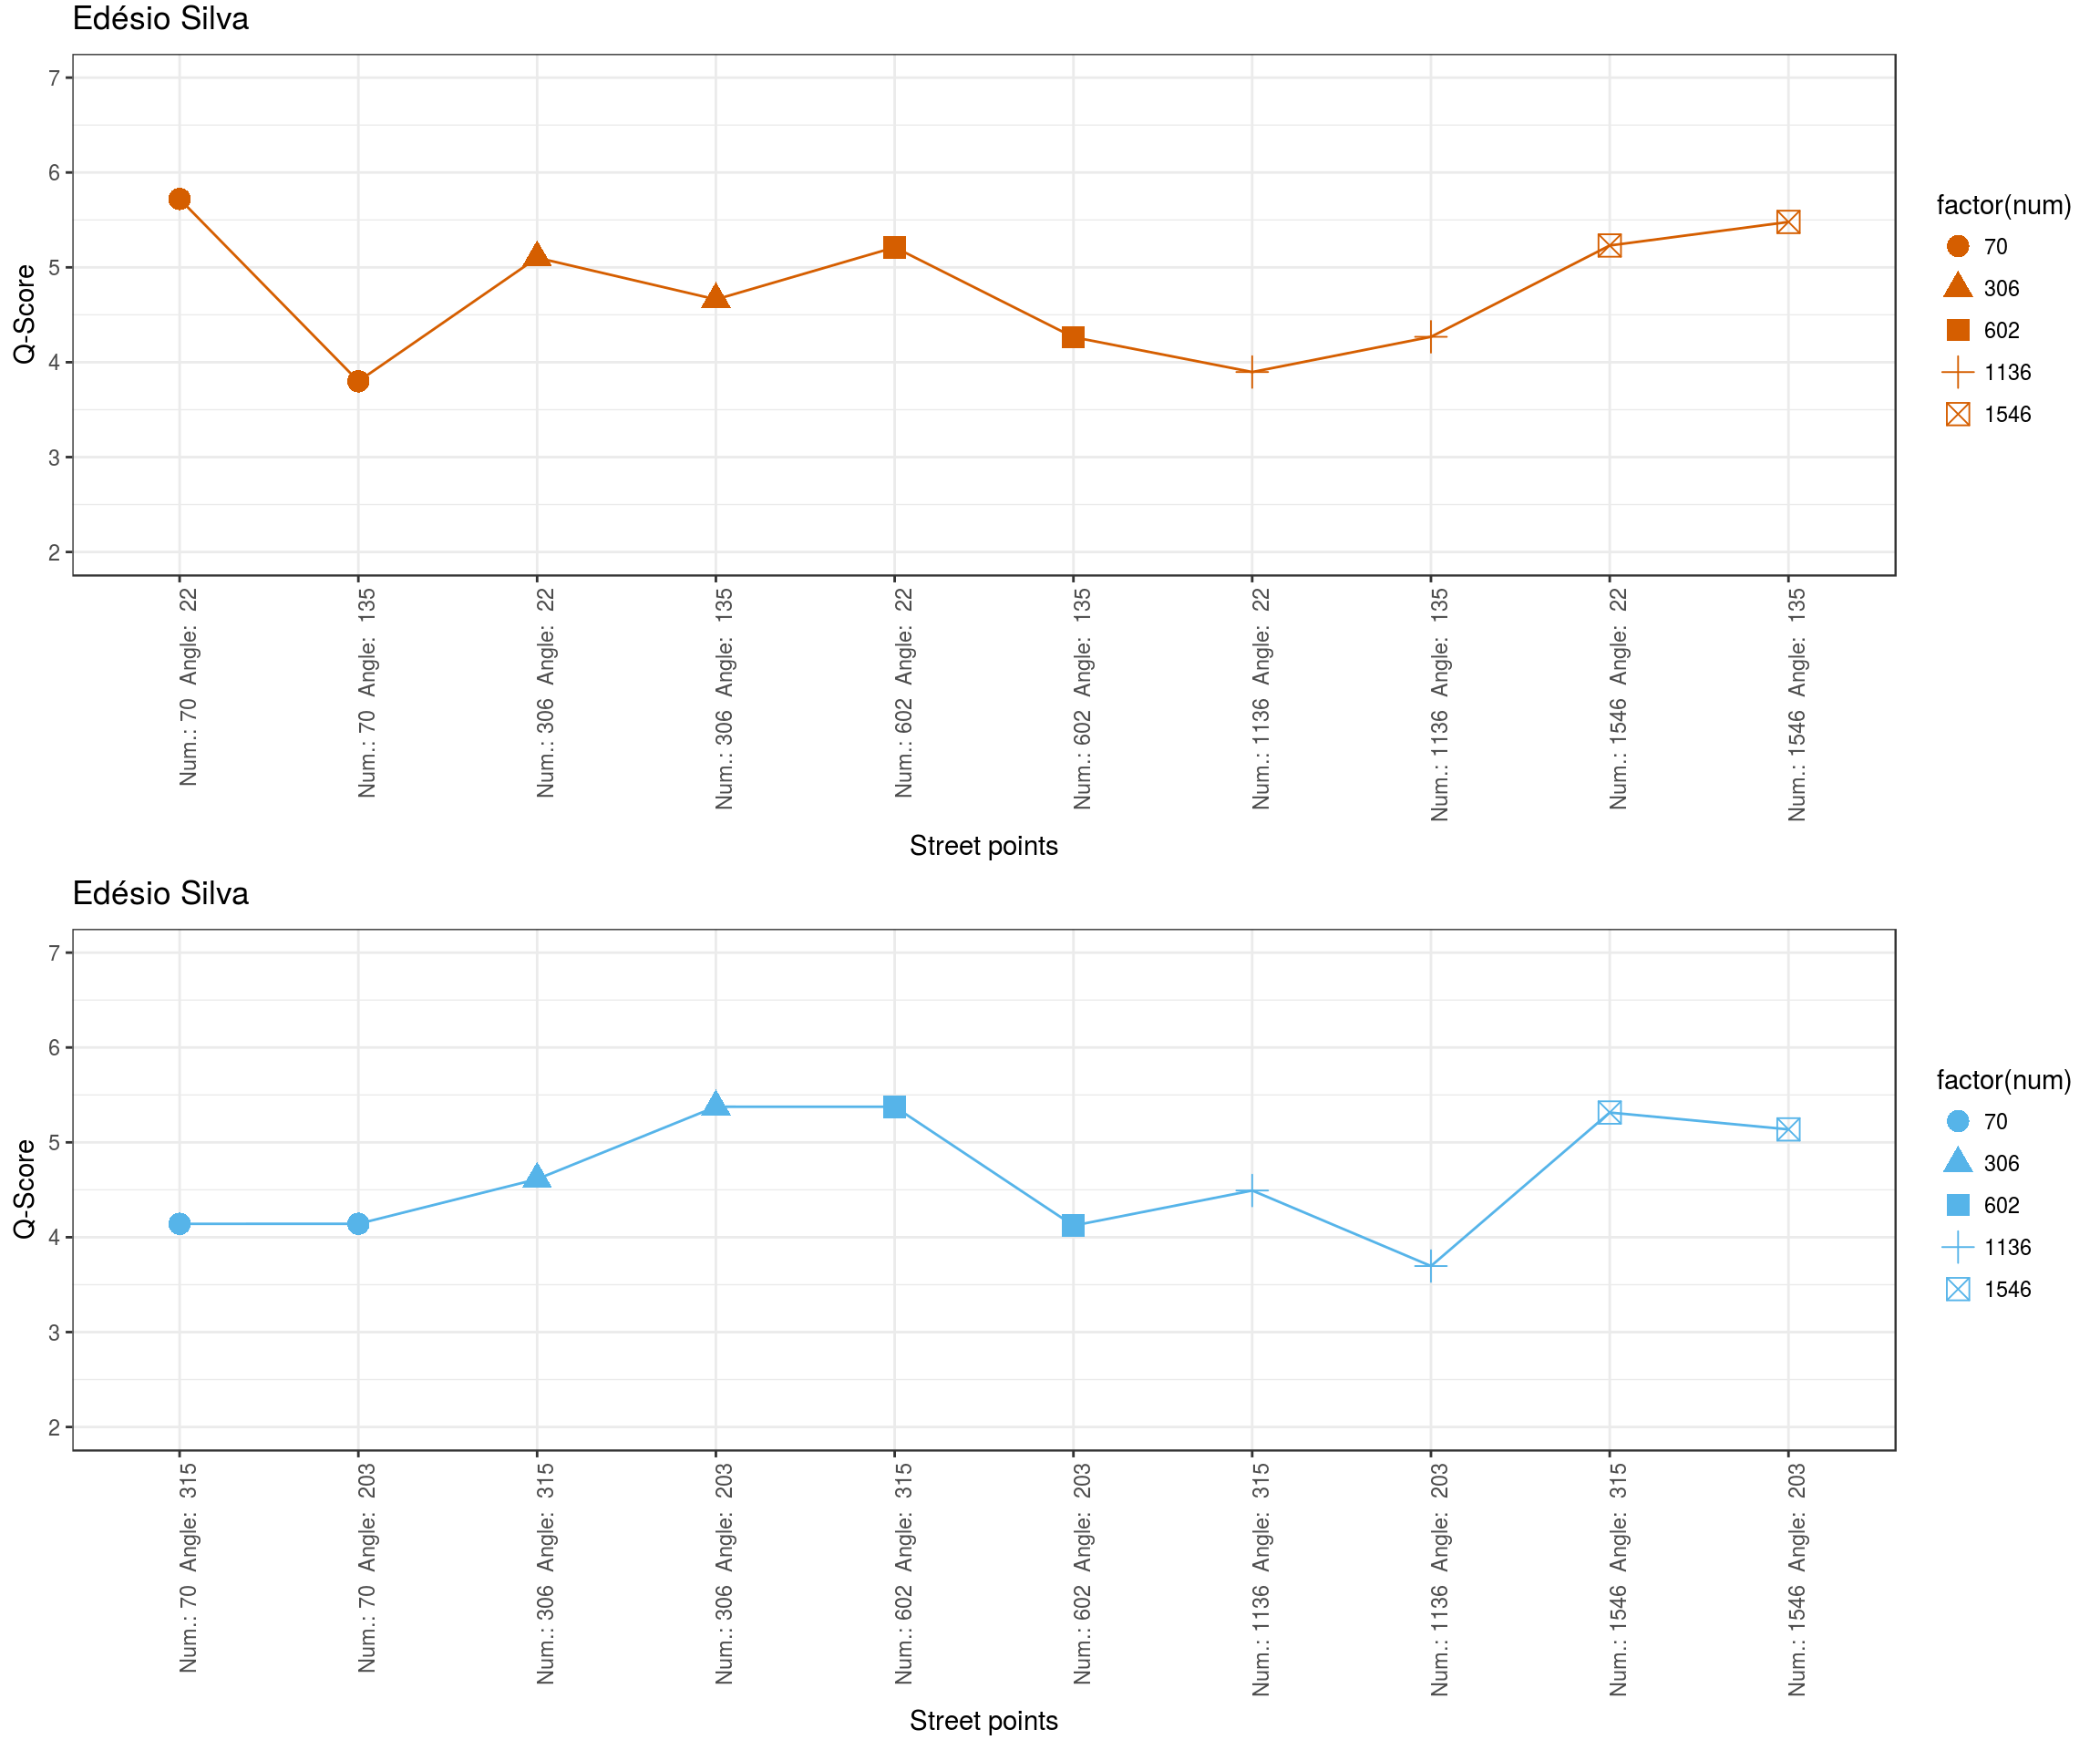 Edésio Silva
7
6
5
4
3
2
Q-Score
Num.: 70 Angle: 22
Num.: 70 Angle: 135
Num.: 306 Angle: 22
Num.: 306 Angle: 135
Num.: 602 Angle: 22
Num.: 602 Angle: 135
Num.: 1136 Angle: 22
Num.: 1136 Angle: 135
Num.: 1546 Angle: 22
Num.: 1546 Angle: 135
Street points
factor(num)
70
306
602
1136
1546
Edésio Silva
7
6
5
4
3
2
Q-Score
Num.: 70 Angle: 315
Num.: 70 Angle: 203
Num.: 306 Angle: 315
Num.: 306 Angle: 203
Num.: 602 Angle: 315
Num.: 602 Angle: 203
Num.: 1136 Angle: 315
Num.: 1136 Angle: 203
Num.: 1546 Angle: 315
Num.: 1546 Angle: 203
Street points
factor(num)
70
306
602
1136
1546